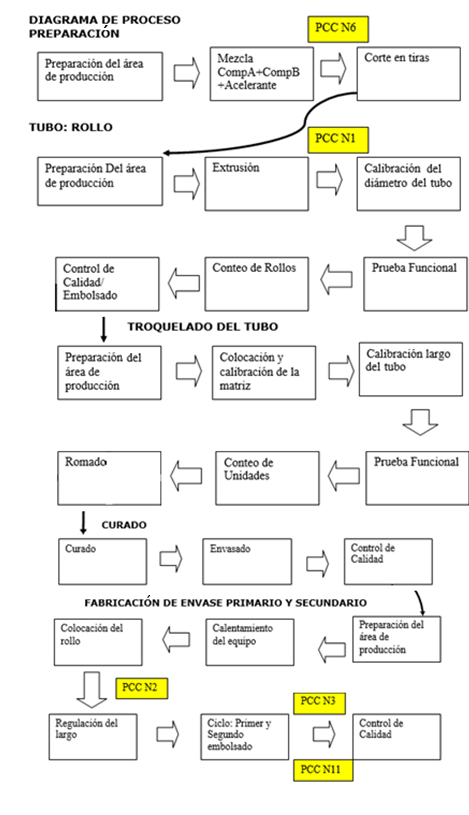 DIAGRAMA DE PROCESO
PREPARACIÓN
PCC N6
Preparación del área
de producción
Mezcla
CompA+CompB
+Acelerante
Corte en tiras
TUBO: ROLLO
PCC N1
Preparación Del área
de producción
Extrusión
Calibración del
diámetro del tubo
Control de
Calidad/
Embolsado
Conteo de Rollos
Prueba Funcional
TROQUELADO DEL TUBO
Preparación del
área de
producción
Colocación y
calibración de la
matriz
Calibración largo
del tubo
Romado
Conteo de
Unidades
Prueba Funcional
CURADO
Curado
Envasado
Control de
Calidad
FABRICACIÓN DE ENVASE PRIMARIO Y SECUNDARIO
Colocación del
rollo
Calentamiento
del equipo
Preparación del
área de
producción
PCC N2
PCC N3
Regulación del
largo
Ciclo: Primer y
Segundo
embolsado
Control de
Calidad
PCC N11